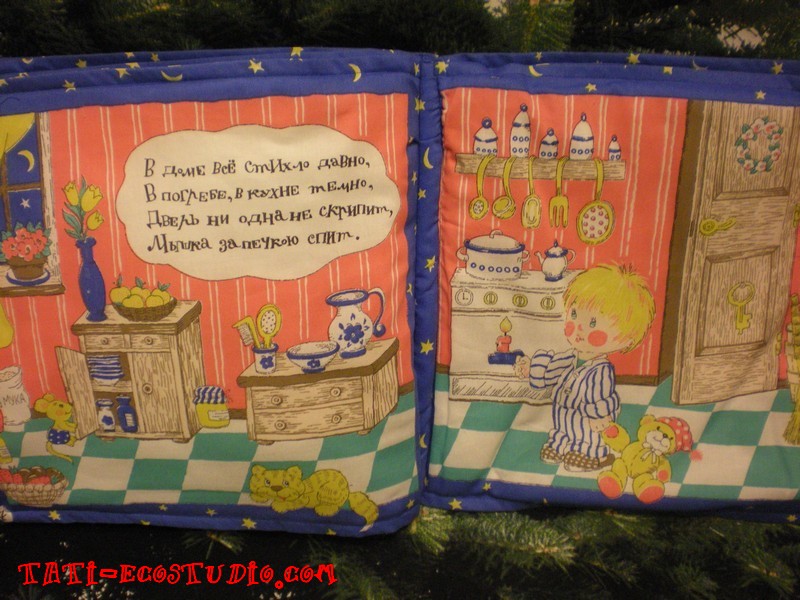 В доме всё стихло давно,
В погребе, в кухне темно,
Дверь ни одна не скрипит,
Мышка за печкою спит.
МУКА
TATi-ECOSTUDiO.COM